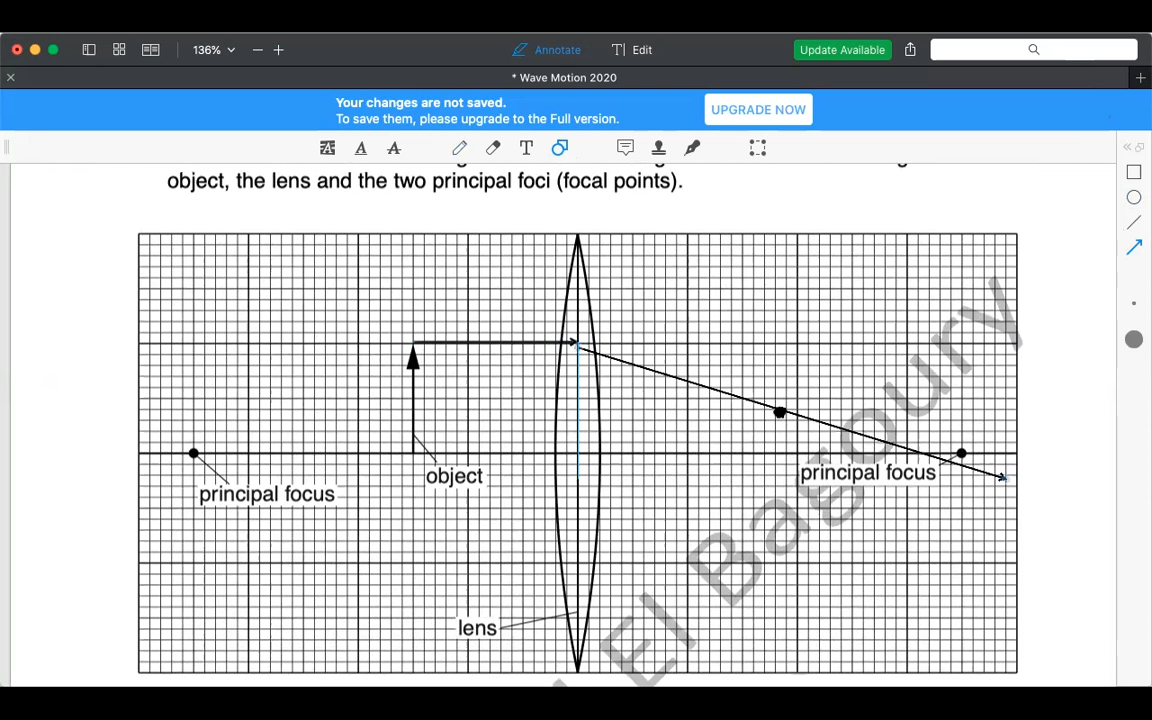 136%
Annotate
T Edit
Update Available
* Wave Motion 2020
Your changes are not saved.
To save them, please upgrade to the Full version.
UPGRADE NOW
object, the lens and the two principal foci (focal points).
principal focus
object
principal focus
lens
El Bagoury